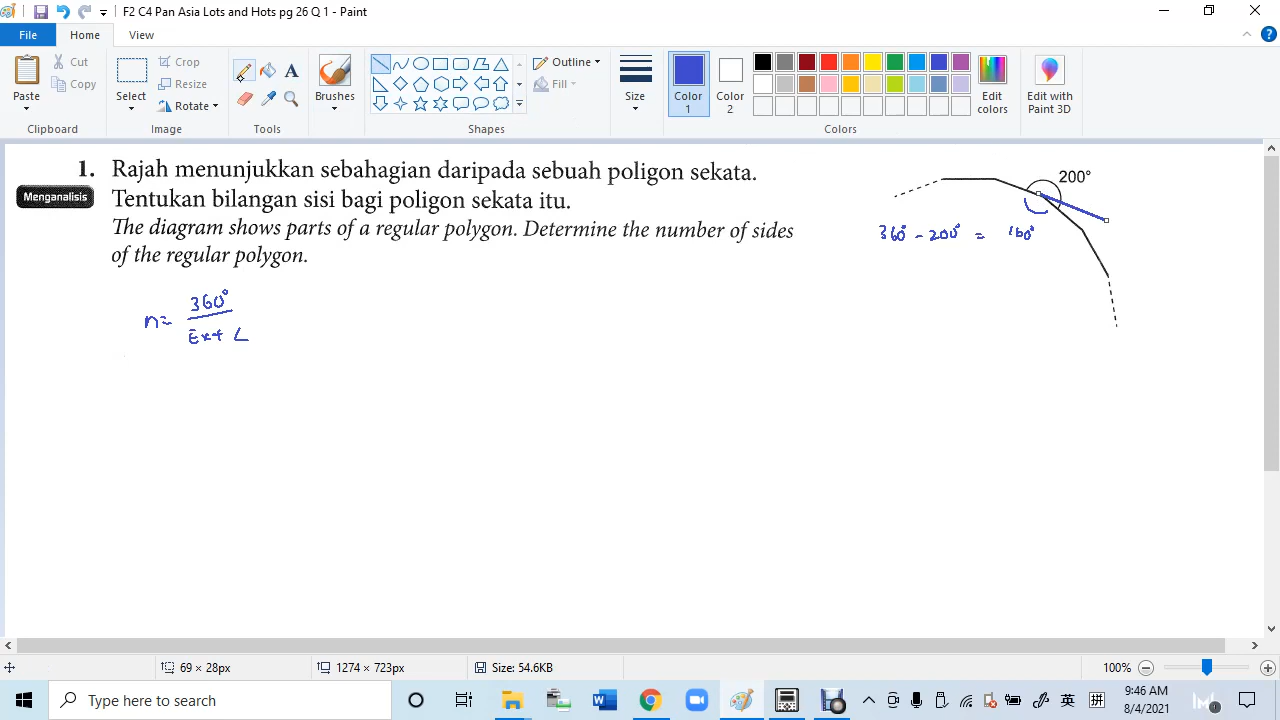 F2 C4 Pan Asia Lots and Hots pg 26 Q 1 - Paint
File
Home
View
Paste
Cut
Copy
Clipboard
Select
Crop
Resize
Rotate
Image
Tools
Brushes
Shapes
Outline
Fill
Size
Color 1
Color 2
Edit colors
Colors
Edit with Paint 3D
1. Rajah menunjukkan sebahagian daripada sebuah poligon sekata.
Menganalisis
Tentukan bilangan sisi bagi poligon sekata itu.
The diagram shows parts of a regular polygon. Determine the number of sides
of the regular polygon.
200°
360° - 200° = 160°
n= 360°
Ext ∠
69 × 28px
1274 × 723px
Size: 54.6KB
100%
Type here to search
英
拼
9:46 AM
8/4/2021